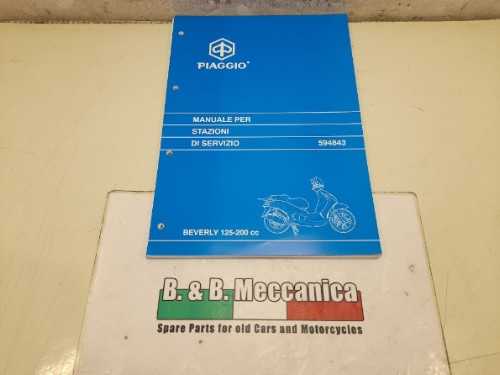 PIAGGIO®
MANUALE PER
STAZIONI
DI SERVIZIO 594843
BEVERLY 125-200 cc
B. & B. Meccanica
Spare Parts for old Cars and Motorcycles